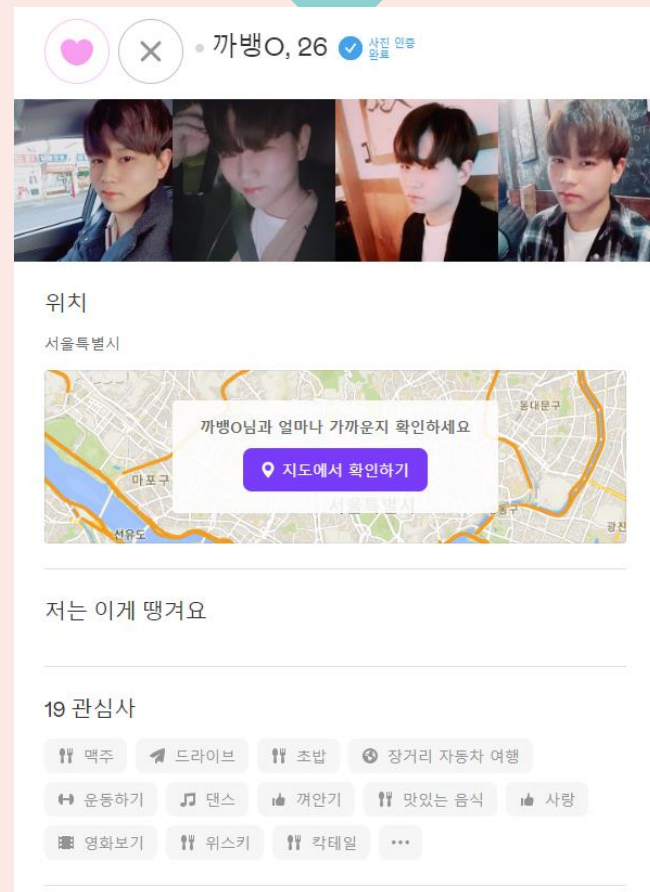 까뱅O, 26 사진 인증
완료
위치
서울특별시
동대문구
까뱅O님과 얼마나 가까운지 확인하세요
지도에서 확인하기
마포구
서울특별시
선유도
광진
저는 이게 땡겨요
19 관심사
맥주 드라이브 초밥 장거리 자동차 여행
운동하기 댄스 껴안기 맛있는 음식 사랑
영화보기 위스키 칵테일 •••